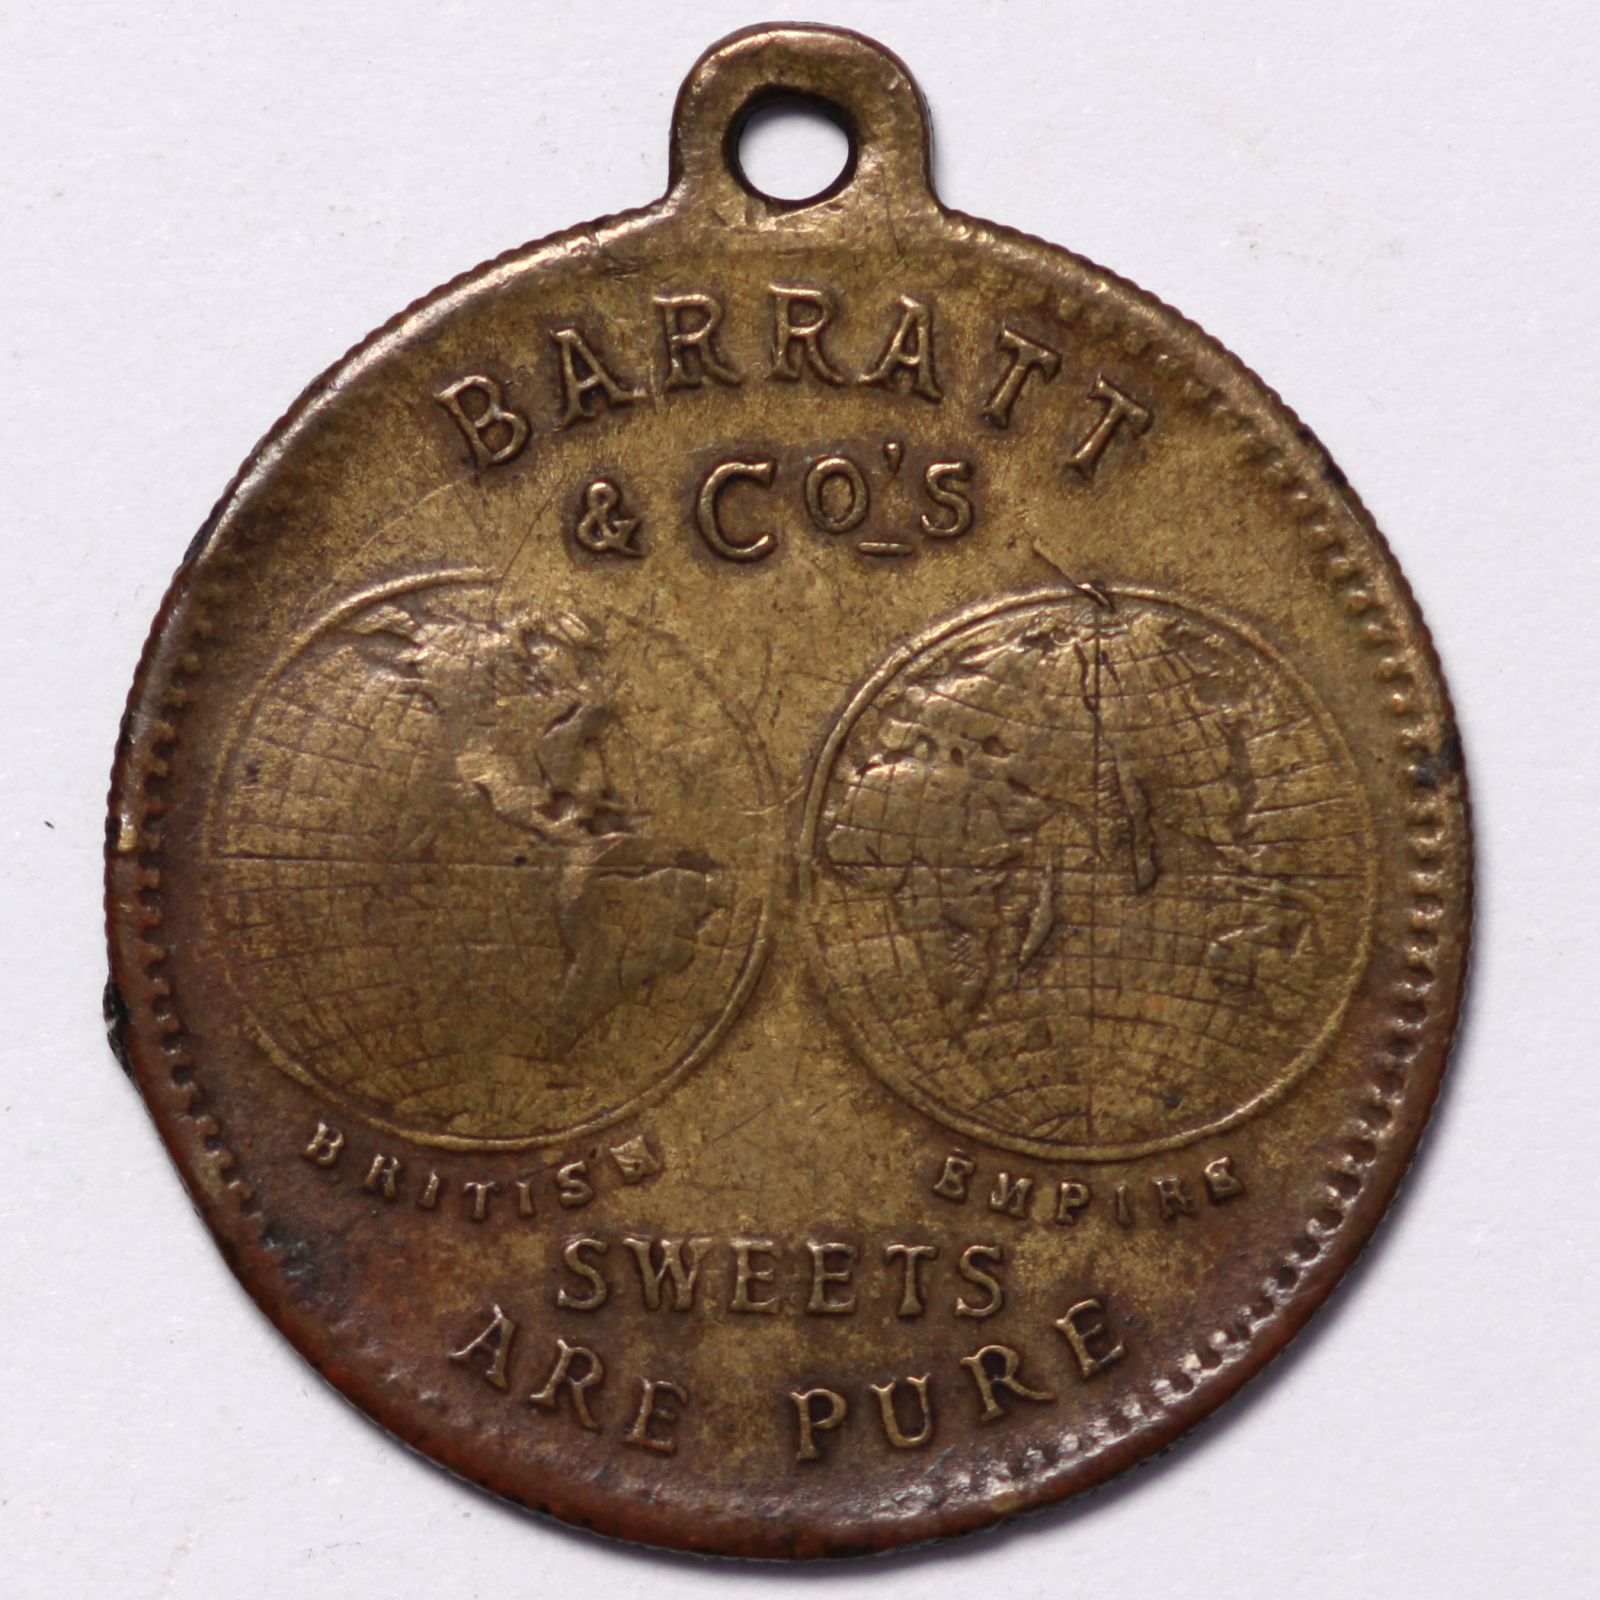 BARRATT
& CO'S
BRITISH EMPIRE
SWEETS
ARE PURE